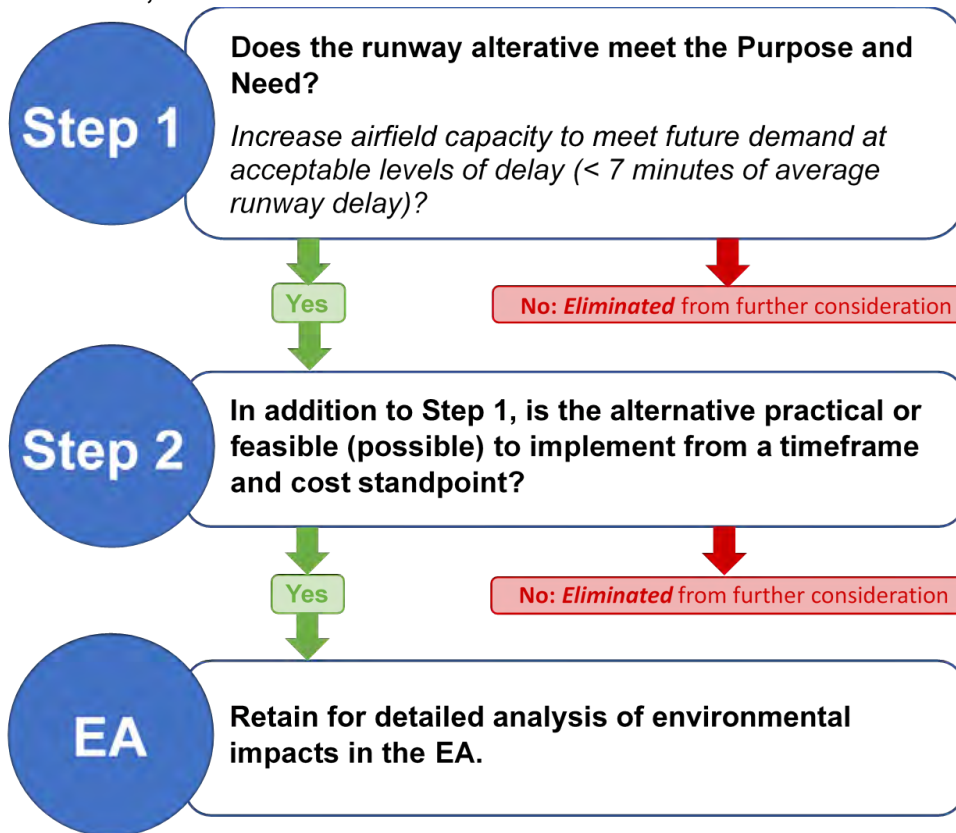 Step 1
Does the runway alterative meet the Purpose and
Need?
Increase airfield capacity to meet future demand at
acceptable levels of delay (< 7 minutes of average
runway delay)?
Yes
No: Eliminated from further consideration
Step 2
In addition to Step 1, is the alternative practical or
feasible (possible) to implement from a timeframe
and cost standpoint?
Yes
No: Eliminated from further consideration
EA
Retain for detailed analysis of environmental
impacts in the EA.